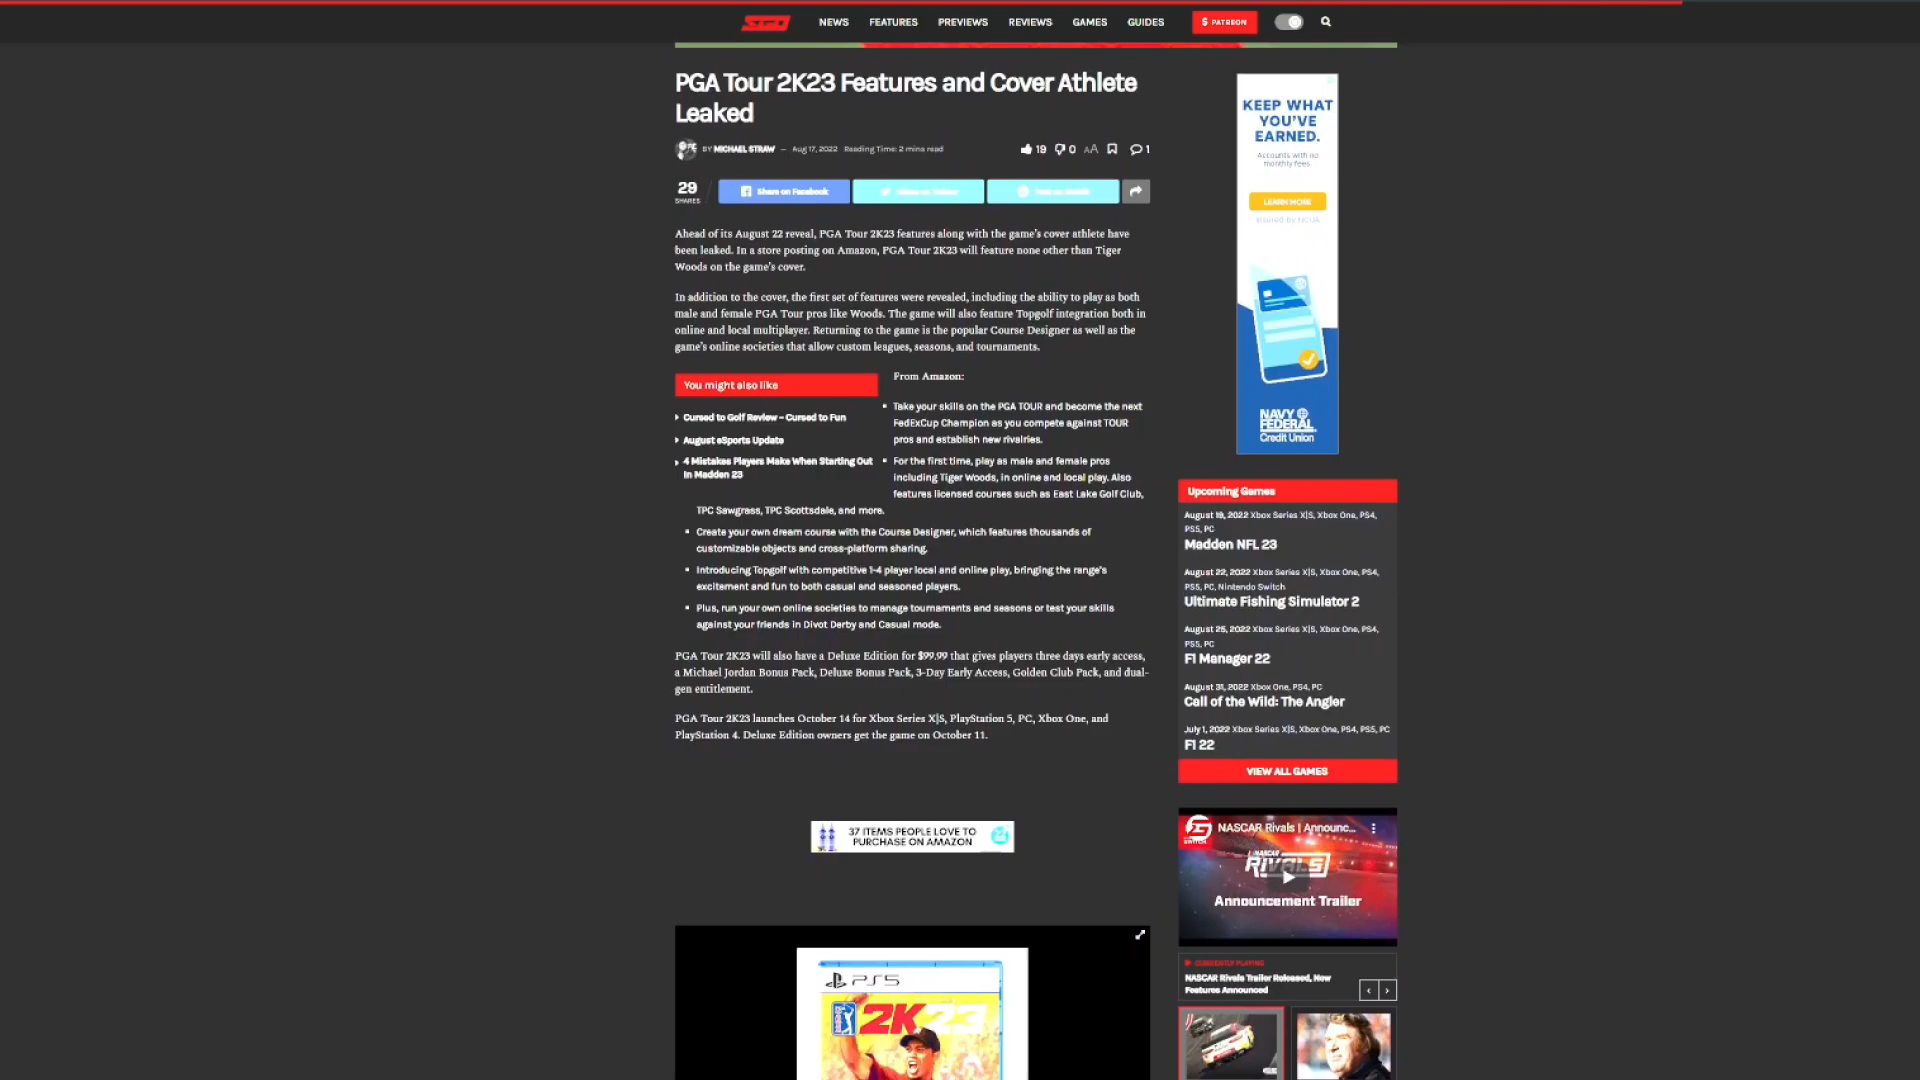 SGO
NEWS
FEATURES
PREVIEWS
REVIEWS
GAMES
GUIDES
$ PATREON
PGA Tour 2K23 Features and Cover Athlete
Leaked
BY MICHAEL STRAW — Aug 17, 2022 Reading Time: 2 mins read
19
0
AA
1
29
SHARES
Share on Facebook
Ahead of its August 22 reveal, PGA Tour 2K23 features along with the game's cover athlete have
been leaked. In a store posting on Amazon, PGA Tour 2K23 will feature none other than Tiger
Woods on the game's cover.
In addition to the cover, the first set of features were revealed, including the ability to play as both
male and female PGA Tour pros like Woods. The game will also feature Topgolf integration both in
online and local multiplayer. Returning to the game is the popular Course Designer as well as the
game's online societies that allow custom leagues, seasons, and tournaments.
You might also like
Cursed to Golf Review – Cursed to Fun
August eSports Update
4 Mistakes Players Make When Starting Out
In Madden 23
From Amazon:
Take your skills on the PGA TOUR and become the next
FedExCup Champion as you compete against TOUR
pros and establish new rivalries.
For the first time, play as male and female pros
including Tiger Woods, in online and local play. Also
features licensed courses such as East Lake Golf Club,
TPC Sawgrass, TPC Scottsdale, and more.
Create your own dream course with the Course Designer, which features thousands of
customizable objects and cross-platform sharing.
Introducing Topgolf with competitive 1-4 player local and online play, bringing the range's
excitement and fun to both casual and seasoned players.
Plus, run your own online societies to manage tournaments and seasons or test your skills
against your friends in Divot Derby and Casual mode.
PGA Tour 2K23 will also have a Deluxe Edition for $99.99 that gives players three days early access,
a Michael Jordan Bonus Pack, Deluxe Bonus Pack, 3-Day Early Access, Golden Club Pack, and dual-
gen entitlement.
PGA Tour 2K23 launches October 14 for Xbox Series X|S, PlayStation 5, PC, Xbox One, and
PlayStation 4. Deluxe Edition owners get the game on October 11.
37 ITEMS PEOPLE LOVE TO
PURCHASE ON AMAZON
PS5
2K23
KEEP WHAT
YOU'VE
EARNED.
Accounts with no
monthly fees.
LEARN MORE
Insured by NCUA
NAVY
FEDERAL
Credit Union
Upcoming Games
August 19, 2022 Xbox Series X|S, Xbox One, PS4,
PS5, PC
Madden NFL 23
August 22, 2022 Xbox Series X|S, Xbox One, PS4,
PS5, PC, Nintendo Switch
Ultimate Fishing Simulator 2
August 25, 2022 Xbox Series X|S, Xbox One, PS4,
PS5, PC
F1 Manager 22
August 31, 2022 Xbox One, PS4, PC
Call of the Wild: The Angler
July 1, 2022 Xbox Series X|S, Xbox One, PS4, PS5, PC
F1 22
VIEW ALL GAMES
NASCAR Rivals | Announc...
NASCAR
RIVALS
Announcement Trailer
CURRENTLY PLAYING
NASCAR Rivals Trailer Released, New
Features Announced